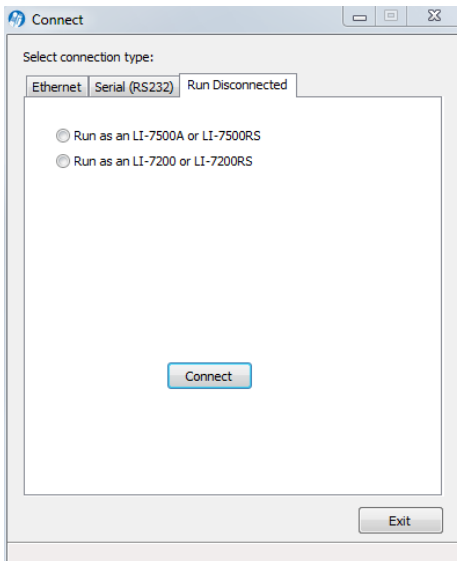 Connect
Select connection type:
Ethernet Serial (RS232) Run Disconnected
Run as an LI-7500A or LI-7500RS
Run as an LI-7200 or LI-7200RS
Connect
Exit